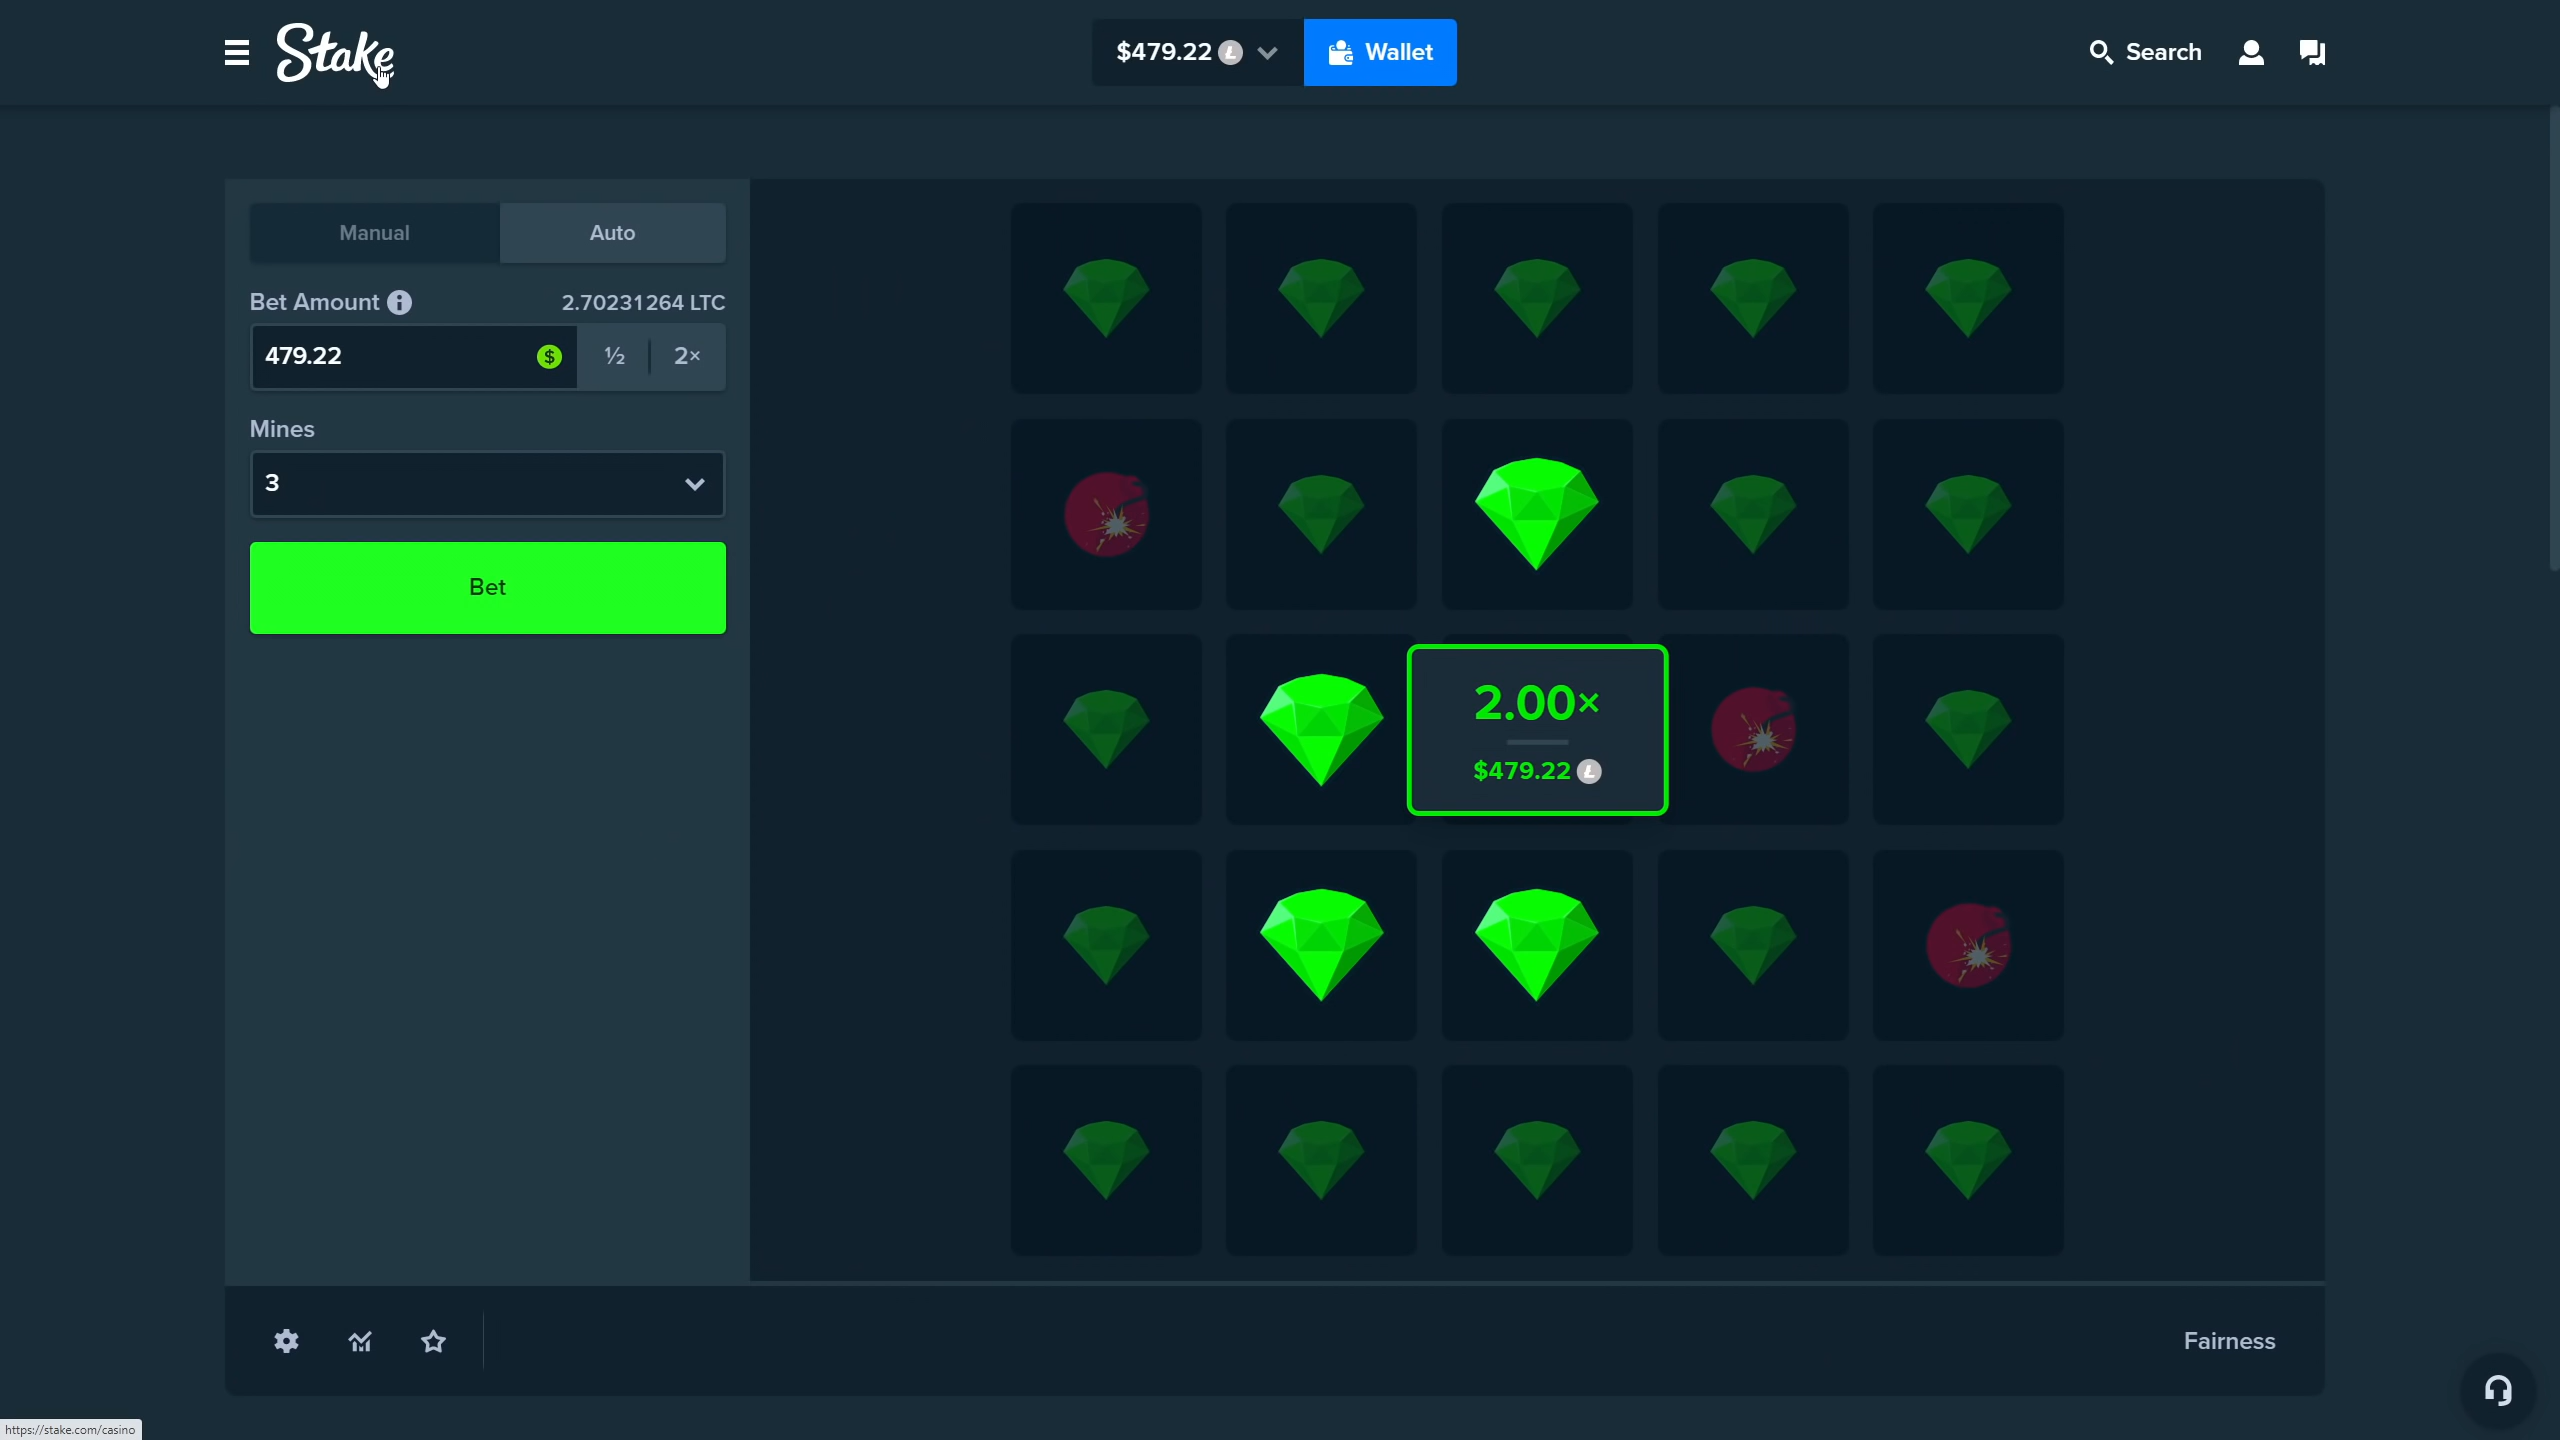 Stake
$479.22
Wallet
Search
Manual
Auto
Bet Amount
2.70231264 LTC
479.22
½
2×
Mines
3
Bet
2.00×
$479.22
Fairness
https://stake.com/casino